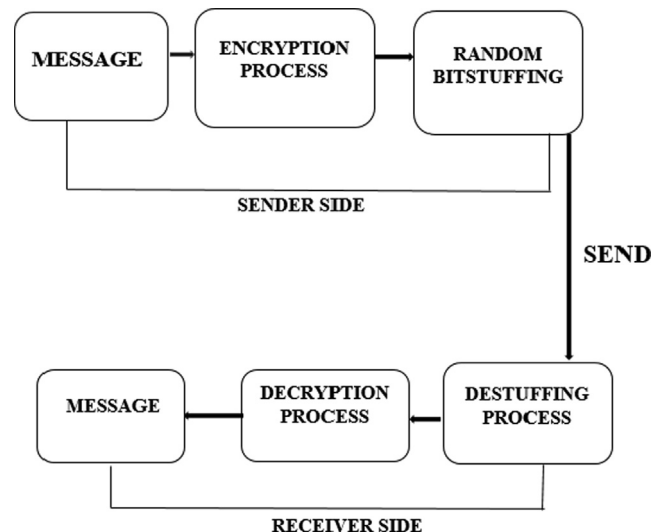 MESSAGE
ENCRYPTION
PROCESS
RANDOM
BITSTUFFING
SENDER SIDE
SEND
MESSAGE
DECRYPTION
PROCESS
DESTUFFING
PROCESS
RECEIVER SIDE